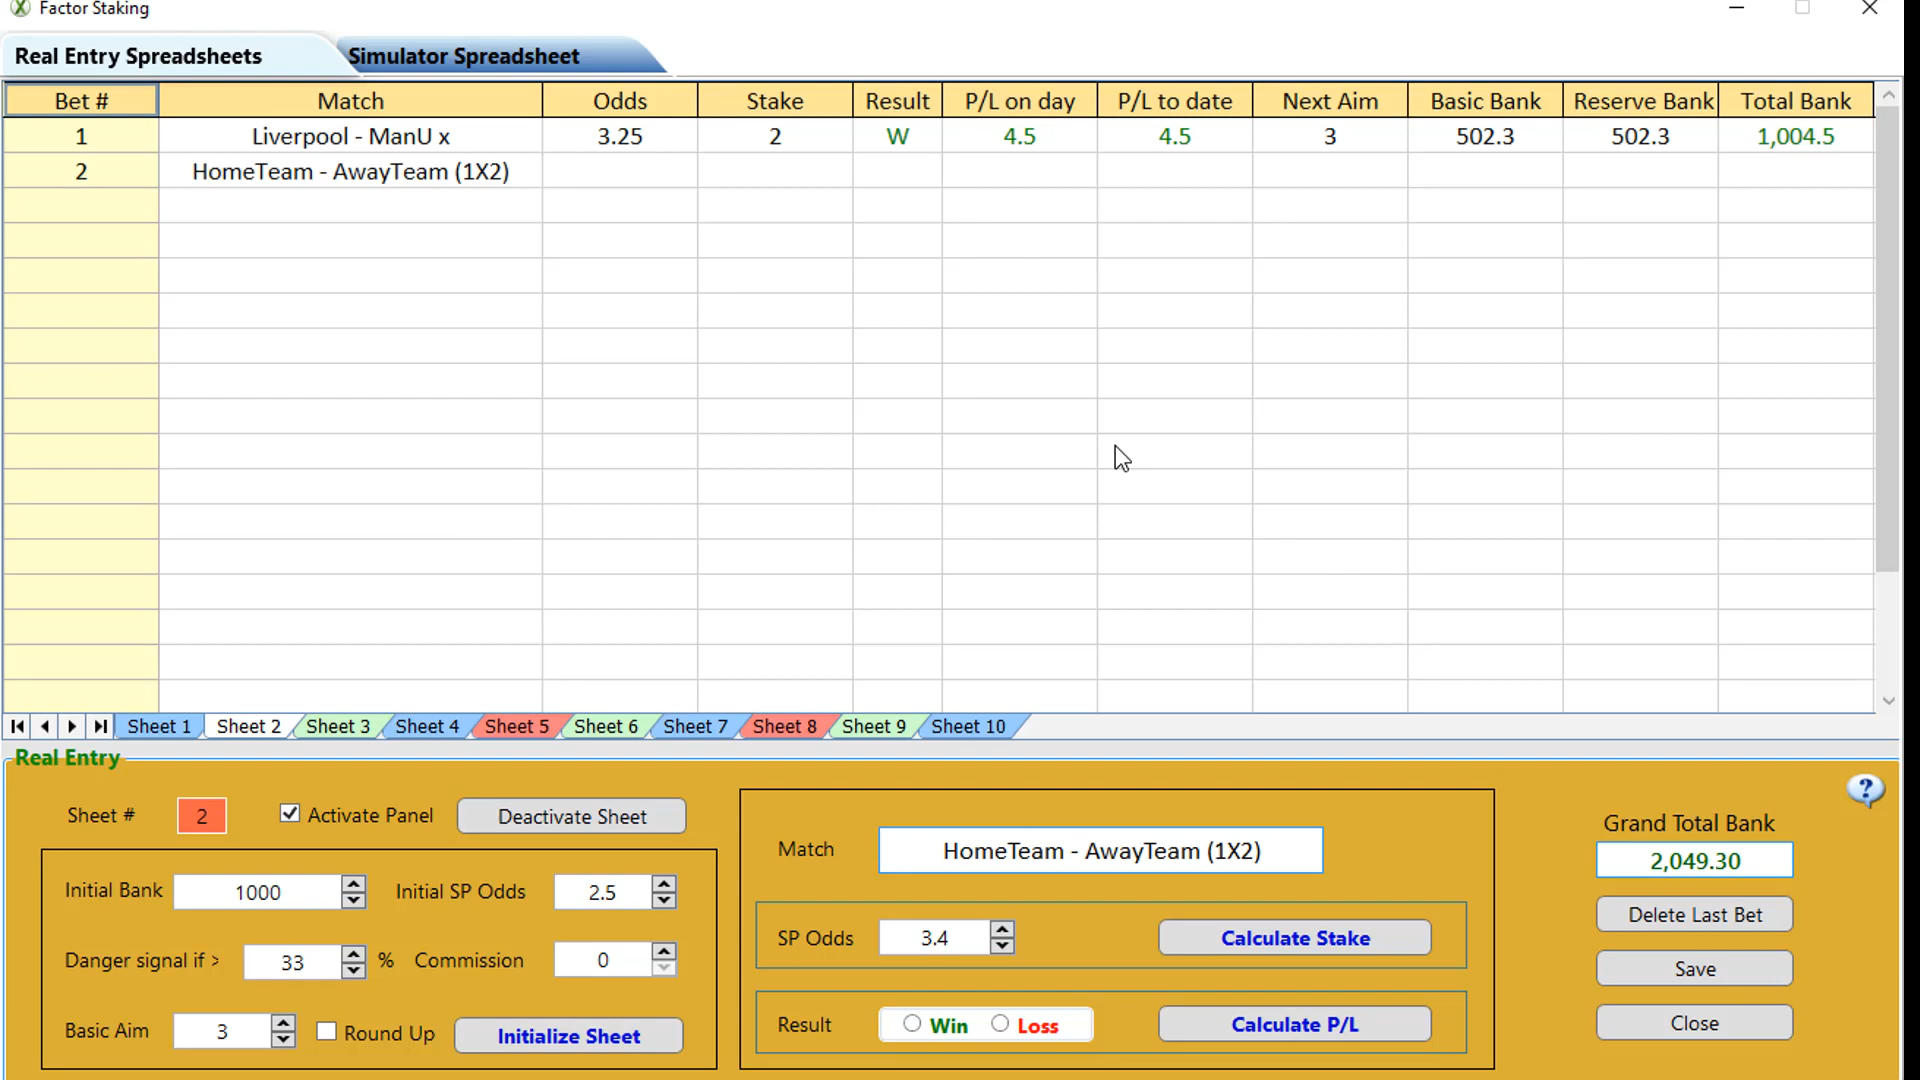 Factor Staking
Real Entry Spreadsheets Simulator Spreadsheet
Bet # Match Odds Stake Result P/L on day P/L to date Next Aim Basic Bank Reserve Bank Total Bank
1 Liverpool - ManU x 3.25 2 W 4.5 4.5 3 502.3 502.3 1,004.5
2 HomeTeam - AwayTeam (1X2)
Sheet 1 Sheet 2 Sheet 3 Sheet 4 Sheet 5 Sheet 6 Sheet 7 Sheet 8 Sheet 9 Sheet 10
Real Entry
Sheet # 2 Activate Panel Deactivate Sheet
Initial Bank 1000 Initial SP Odds 2.5
Danger signal if > 33 % Commission 0
Basic Aim 3 Round Up Initialize Sheet
Match HomeTeam - AwayTeam (1X2)
SP Odds 3.4 Calculate Stake
Result Win Loss Calculate P/L
?
Grand Total Bank
2,049.30
Delete Last Bet
Save
Close